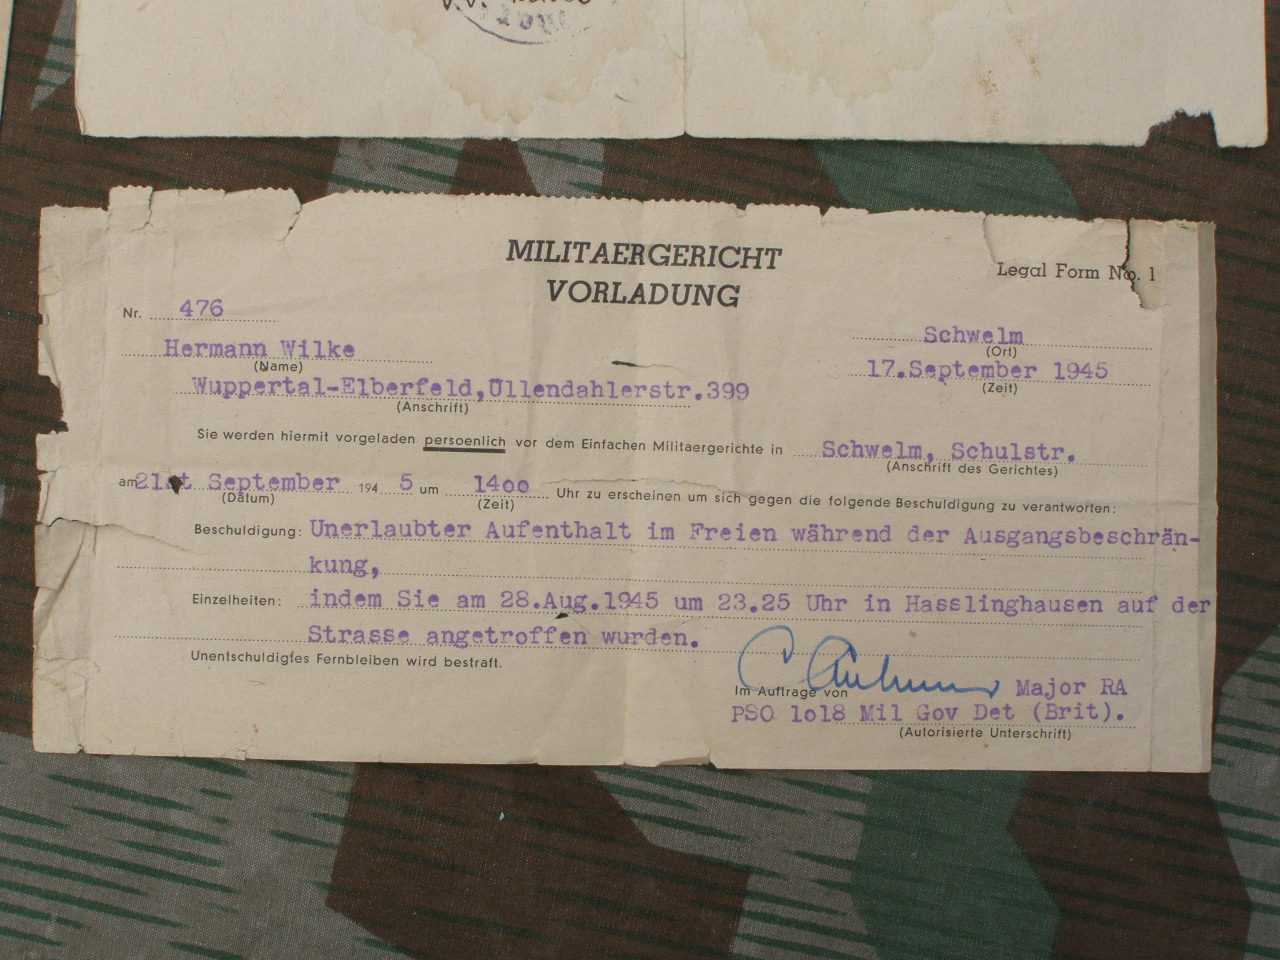 MILITAERGERICHT
VORLADUNG
Legal Form No. 1
Nr. 476
Schwelm
(Ort)
Hermann Wilke
(Name)
17.September 1945
(Zeit)
Wuppertal-Elberfeld,Üllendahlerstr.399
(Anschrift)
Sie werden hiermit vorgeladen persoenlich vor dem Einfachen Militaergerichte in Schwelm, Schulstr.
(Anschrift des Gerichtes)
am 21st September 194 5 um 14oo Uhr zu erscheinen um sich gegen die folgende Beschuldigung zu verantworten:
(Datum) (Zeit)
Beschuldigung: Unerlaubter Aufenthalt im Freien während der Ausgangsbeschrän-
kung,
Einzelheiten: indem Sie am 28.Aug.1945 um 23.25 Uhr in Hasslinghausen auf der
Strasse angetroffen wurden.
Unentschuldigtes Fernbleiben wird bestraft.
Im Auftrage von Major RA
PSO 1o18 Mil Gov Det (Brit).
(Autorisierte Unterschrift)